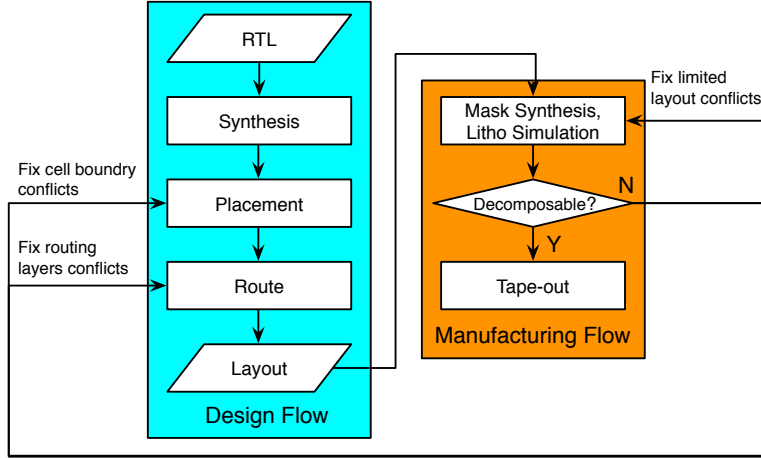 RTL
Synthesis
Placement
Route
Layout
Design Flow
Fix cell boundry
conflicts
Fix routing
layers conflicts
Mask Synthesis,
Litho Simulation
Decomposable?
N
Y
Tape-out
Manufacturing Flow
Fix limited
layout conflicts